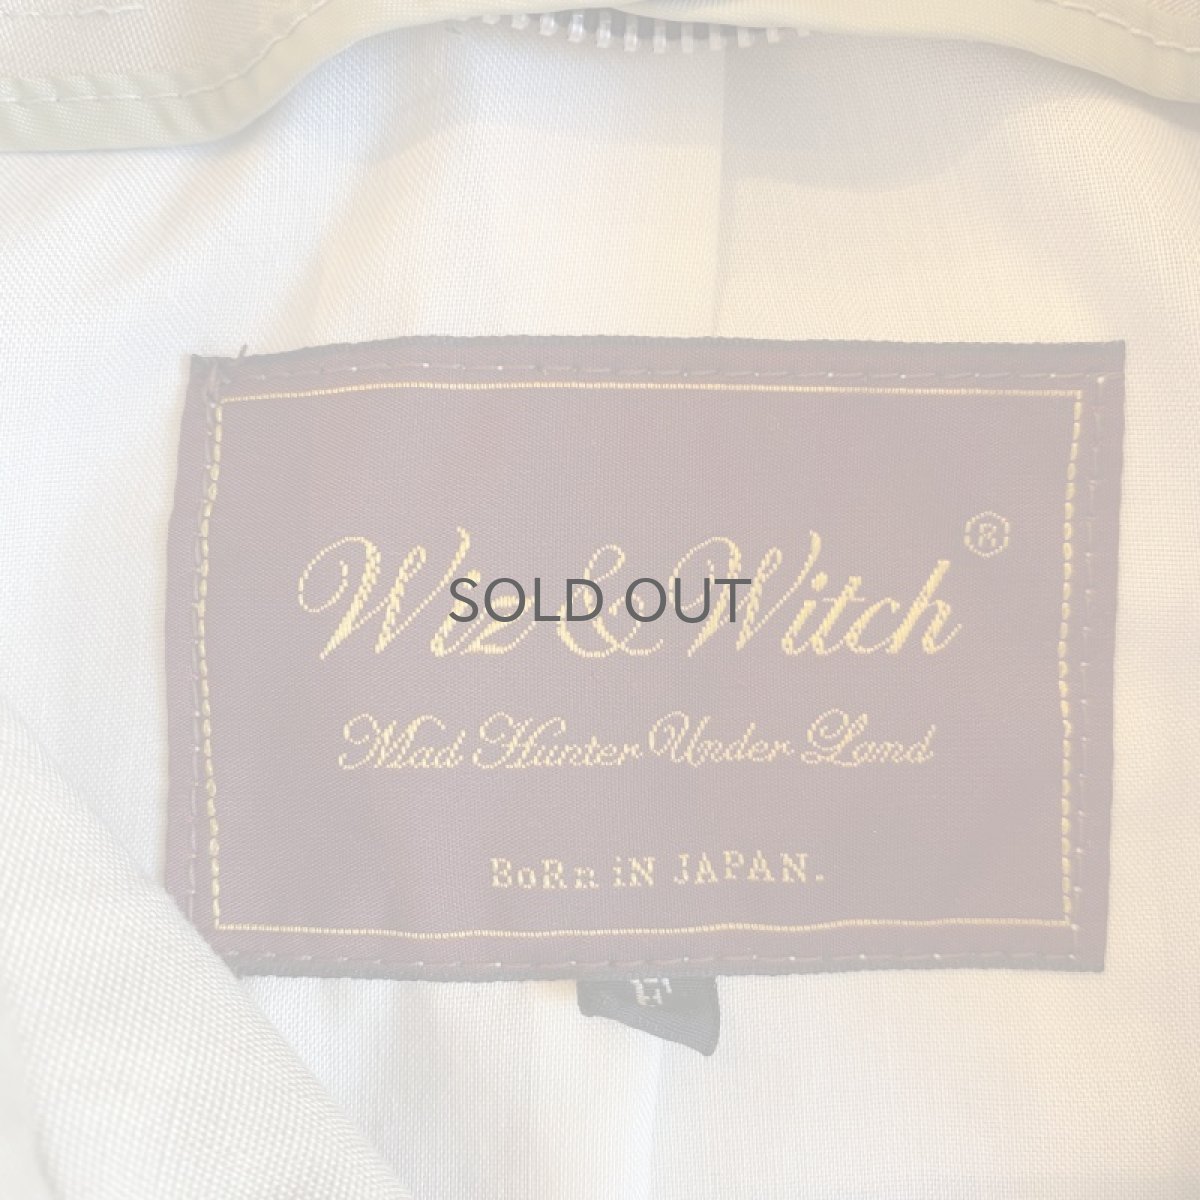 Wiz & Witch ®
SOLD OUT
Mad Hunter Under Land
BoRn iN JAPAN.